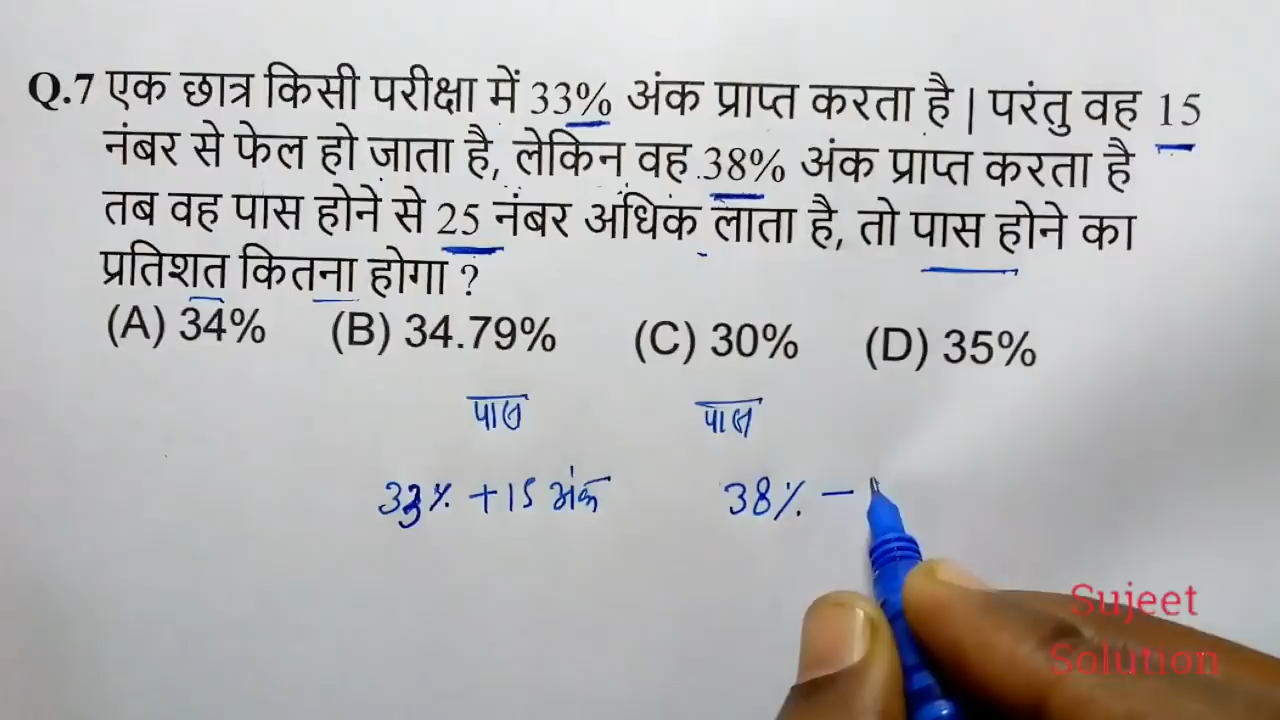 Q.7 एक छात्र किसी परीक्षा में 33% अंक प्राप्त करता है | परंतु वह 15
नंबर से फेल हो जाता है, लेकिन वह 38% अंक प्राप्त करता है
तब वह पास होने से 25 नंबर अधिक लाता है, तो पास होने का
प्रतिशत कितना होगा ?
(A) 34% (B) 34.79% (C) 30% (D) 35%
पास पास
33% +15 अंक 38% -
Sujeet
Solution